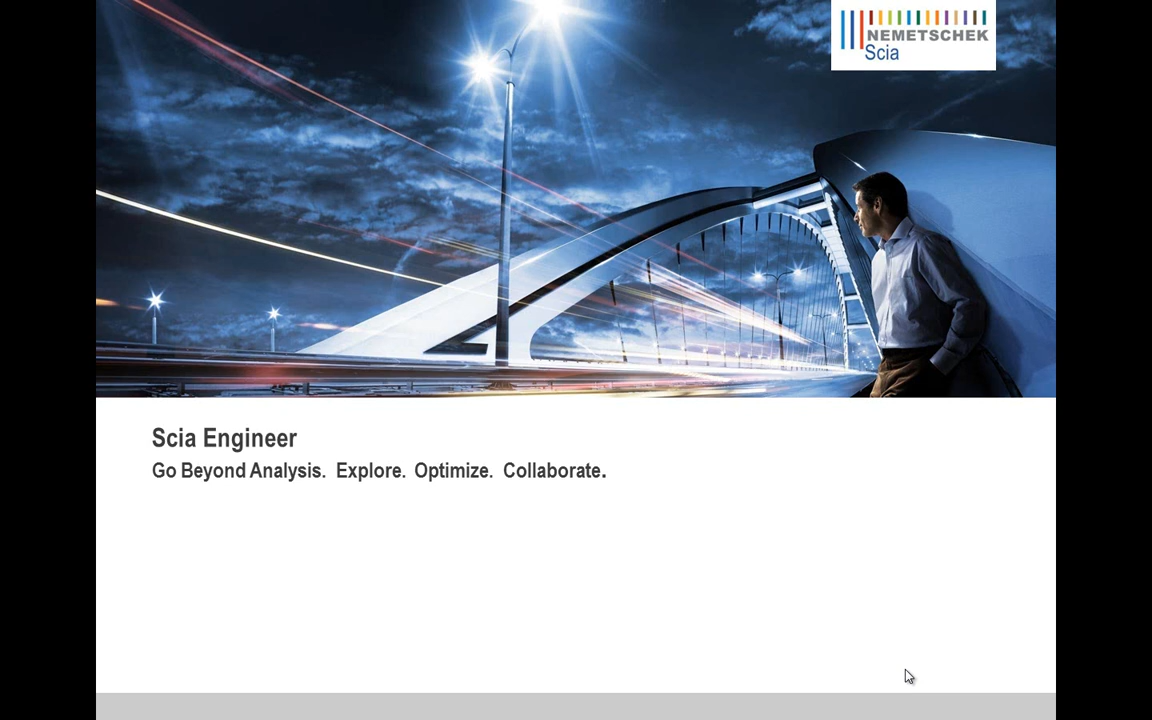 NEMETSCHEK
Scia
Scia Engineer
Go Beyond Analysis. Explore. Optimize. Collaborate.